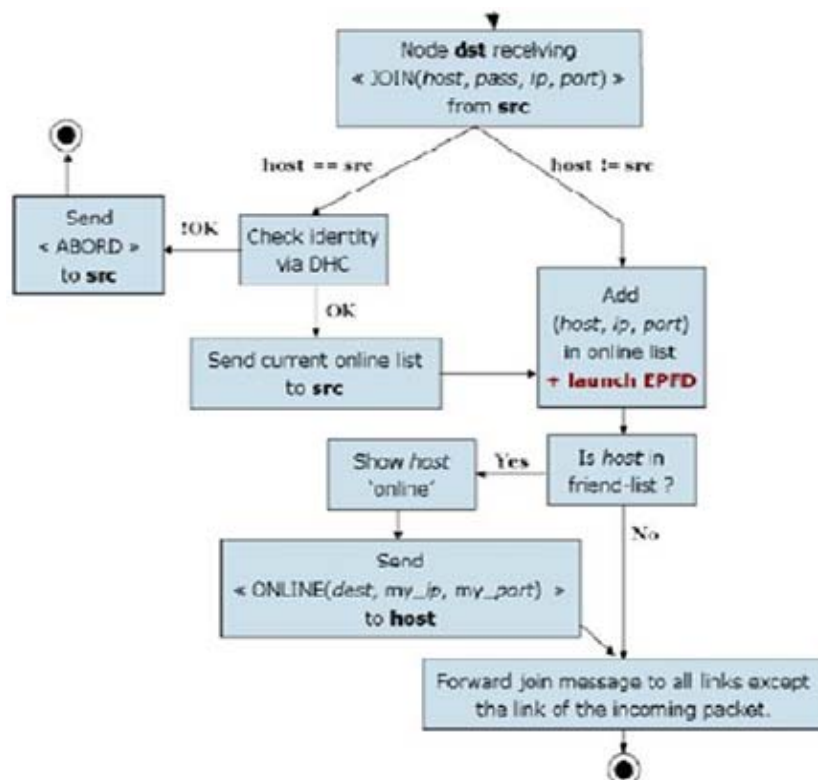 Node dst receiving
« JOIN(host, pass, ip, port) »
from src
host == src
host != src
Send
« ABORD »
to src
!OK
Check identity
via DHC
OK
Send current online list
to src
Add
(host, ip, port)
in online list
+ launch EPFD
Is host in
friend-list ?
Yes
Show host
'online'
No
Send
« ONLINE(dest, my_ip, my_port) »
to host
Forward join message to all links except
the link of the incoming packet.